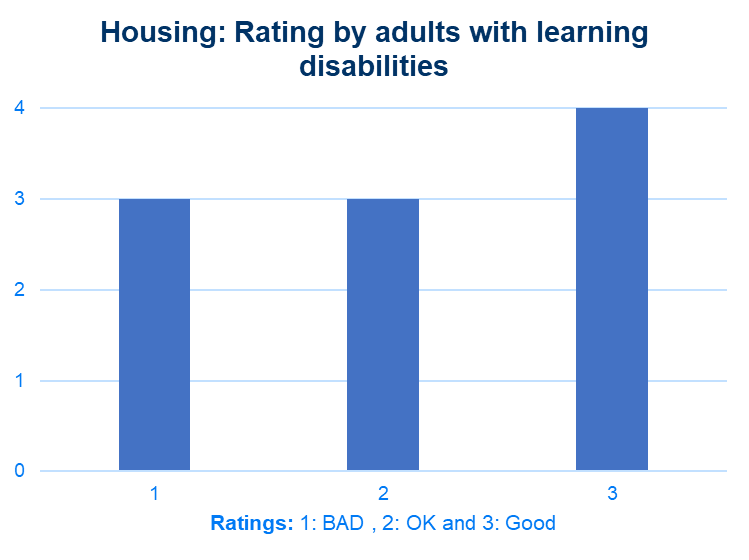 Housing: Rating by adults with learning
disabilities
4
3
2
1
0
1 2 3
Ratings: 1: BAD , 2: OK and 3: Good